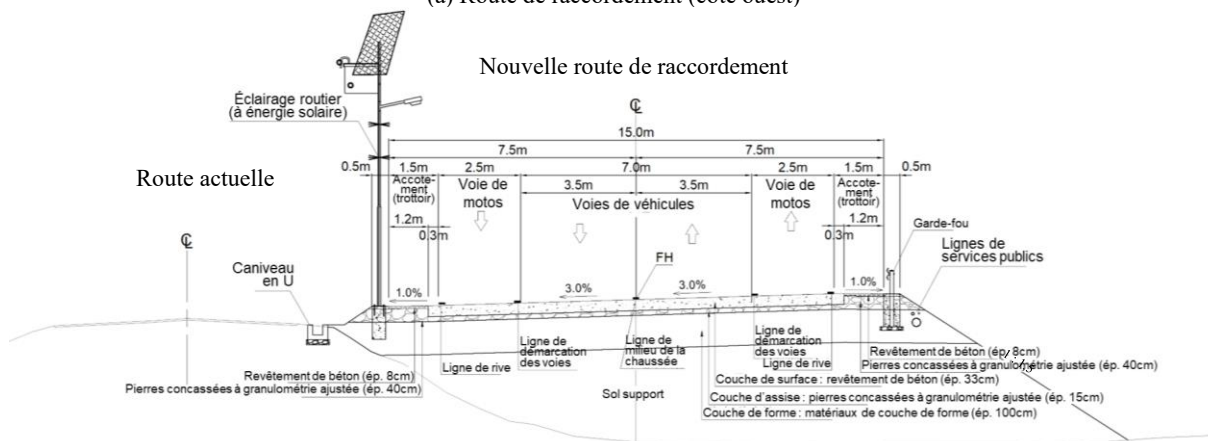 (a) Route de raccordement (côté ouest)
Nouvelle route de raccordement
Éclairage routier
(à énergie solaire)
Route actuelle
℄
15.0m
7.5m
7.5m
0.5m
1.5m
2.5m
7.0m
2.5m
1.5m
0.5m
Accote-
ment
(trottoir)
Voie de
motos
3.5m
3.5m
Voies de véhicules
Voie de
motos
Accote-
ment
(trottoir)
1.2m
0.3m
1.2m
0.3m
Garde-fou
Lignes de
services publics
℄
Caniveau
en U
FH
1.0%
3.0%
3.0%
1.0%
Ligne de rive
Ligne de
démarcation
des voies
Ligne de
milieu de la
chaussée
Ligne de
démarcation
des voies
Ligne de rive
Revêtement de béton (ép. 8cm)
Pierres concassées à granulométrie ajustée (ép. 40cm)
Revêtement de béton (ép. 8cm)
Pierres concassées à granulométrie ajustée (ép. 40cm)
Sol support
Couche de surface : revêtement de béton (ép. 33cm)
Couche d'assise : pierres concassées à granulométrie ajustée (ép. 15cm)
Couche de forme : matériaux de couche de forme (ép. 100cm)